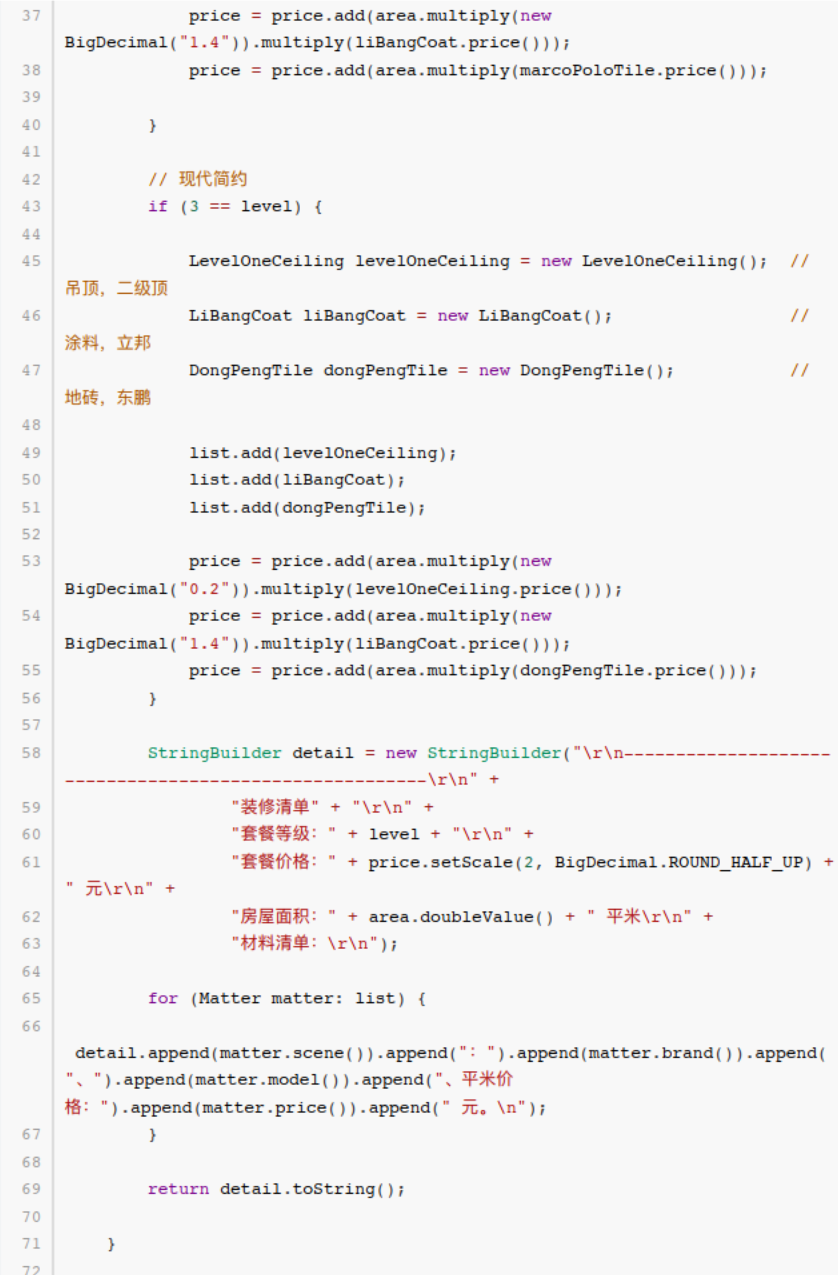 37             price = price.add(area.multiply(new
BigDecimal("1.4")).multiply(liBangCoat.price()));
38             price = price.add(area.multiply(marcoPoloTile.price()));
39
40         }
41
42         // 现代简约
43         if (3 == level) {
44
45             LevelOneCeiling levelOneCeiling = new LevelOneCeiling();  //
吊顶，二级顶
46             LiBangCoat liBangCoat = new LiBangCoat();                 //
涂料，立邦
47             DongPengTile dongPengTile = new DongPengTile();           //
地砖，东鹏
48
49             list.add(levelOneCeiling);
50             list.add(liBangCoat);
51             list.add(dongPengTile);
52
53             price = price.add(area.multiply(new
BigDecimal("0.2")).multiply(levelOneCeiling.price()));
54             price = price.add(area.multiply(new
BigDecimal("1.4")).multiply(liBangCoat.price()));
55             price = price.add(area.multiply(dongPengTile.price()));
56         }
57
58         StringBuilder detail = new StringBuilder("\r\n--------------------
-----------------------------------\r\n" +
59                 "装修清单" + "\r\n" +
60                 "套餐等级：" + level + "\r\n" +
61                 "套餐价格：" + price.setScale(2, BigDecimal.ROUND_HALF_UP) +
" 元\r\n" +
62                 "房屋面积：" + area.doubleValue() + " 平米\r\n" +
63                 "材料清单：\r\n");
64
65         for (Matter matter: list) {
66
 detail.append(matter.scene()).append("：").append(matter.brand()).append(
"、").append(matter.model()).append("、平米价
格：").append(matter.price()).append(" 元。\n");
67         }
68
69         return detail.toString();
70
71     }
72